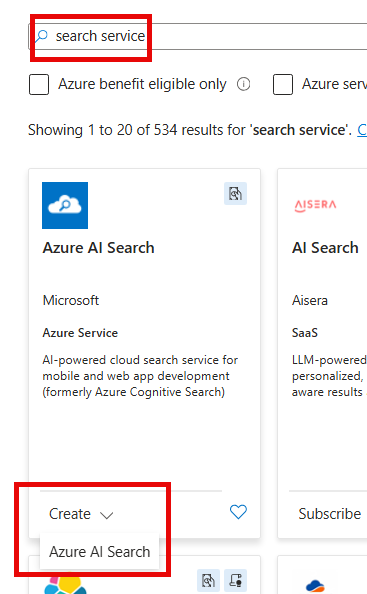 search service
Azure benefit eligible only
Azure serv
Showing 1 to 20 of 534 results for 'search service'. C
Azure AI Search
Microsoft
Azure Service
AI-powered cloud search service for
mobile and web app development
(formerly Azure Cognitive Search)
Create
Azure AI Search
AISERA
AI Search
Aisera
SaaS
LLM-powered
personalized,
aware results
Subscribe